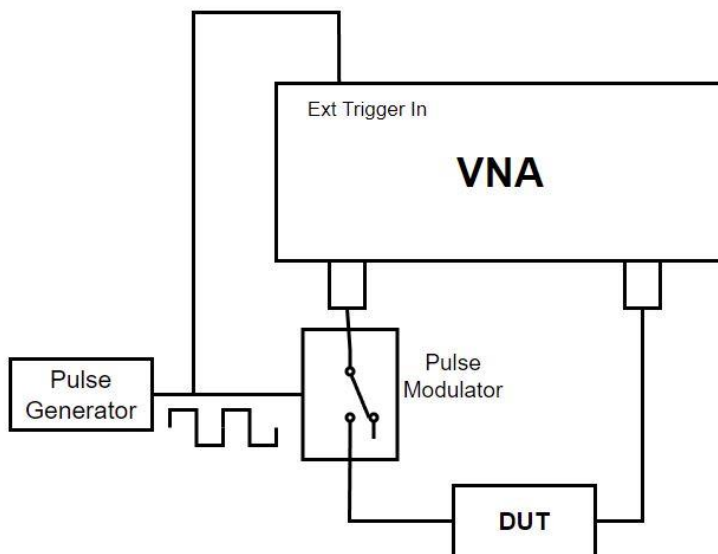 Ext Trigger In
VNA
Pulse
Modulator
Pulse
Generator
DUT